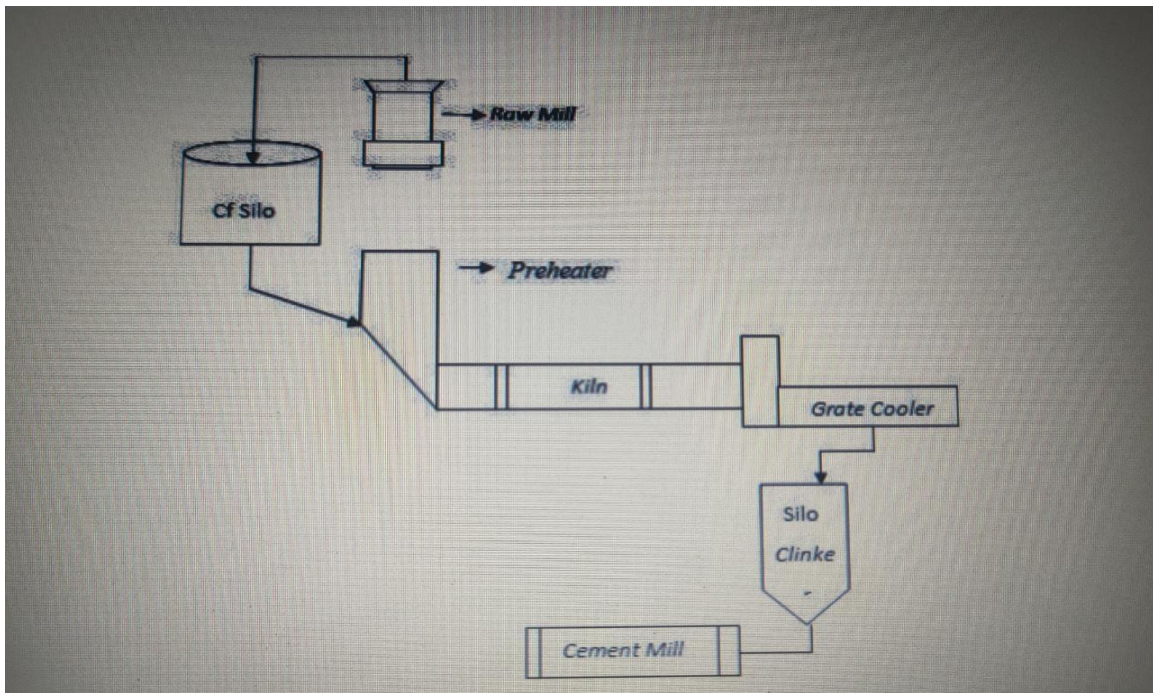 Raw Mill
Cf Silo
Preheater
Kiln
Grate Cooler
Silo
Clinke
Cement Mill